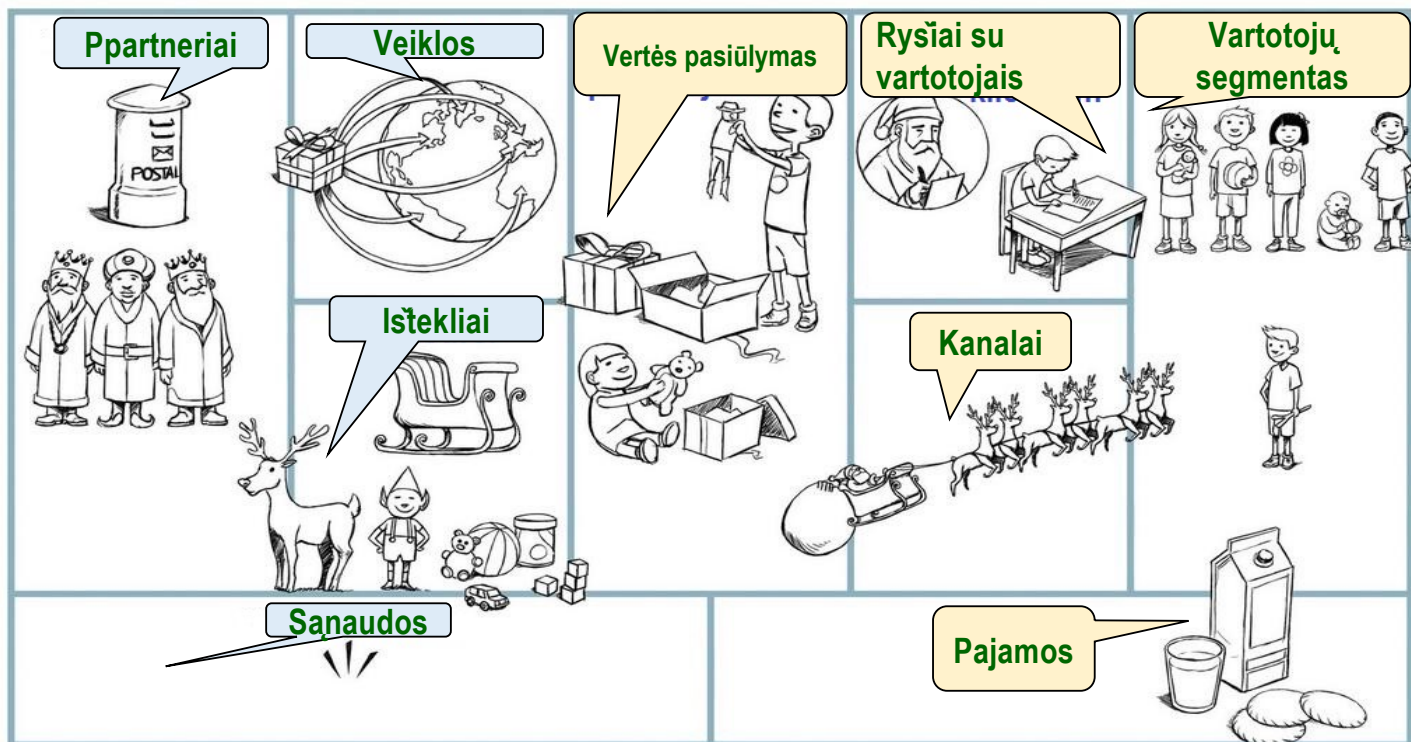 Ppartneriai
POSTAL
Veiklos
Ištekliai
Vertės pasiūlymas
Ryšiai su
vartotojais
Kanalai
Vartotojų
segmentas
Sąnaudos
Pajamos